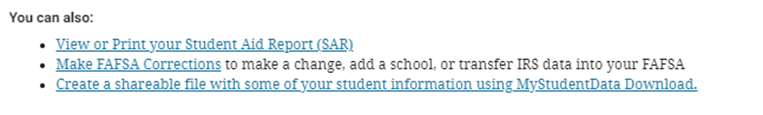 You can also:
View or Print your Student Aid Report (SAR)
Make FAFSA Corrections to make a change, add a school, or transfer IRS data into your FAFSA
Create a shareable file with some of your student information using MyStudentData Download.